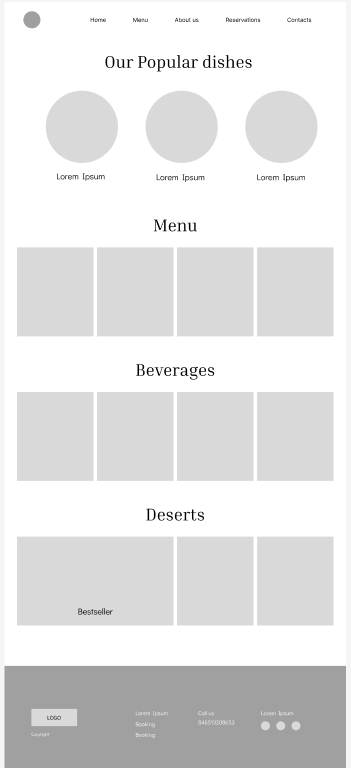 Home Menu About us Reservations Contacts
Our Popular dishes
Lorem Ipsum Lorem Ipsum Lorem Ipsum
Menu
Beverages
Deserts
Bestseller
LOGO
Copyright
Lorem Ipsum
Booking
Booking
Call us
Lorem Ipsum